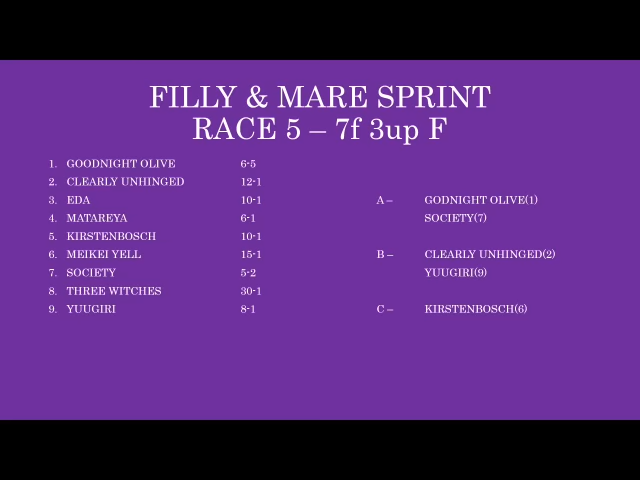 FILLY & MARE SPRINT
RACE 5 – 7f 3up F
1. GOODNIGHT OLIVE 6-5
2. CLEARLY UNHINGED 12-1
3. EDA 10-1
4. MATAREYA 6-1
5. KIRSTENBOSCH 10-1
6. MEIKEI YELL 15-1
7. SOCIETY 5-2
8. THREE WITCHES 30-1
9. YUUGIRI 8-1
A – GODNIGHT OLIVE(1)
SOCIETY(7)
B – CLEARLY UNHINGED(2)
YUUGIRI(9)
C – KIRSTENBOSCH(6)